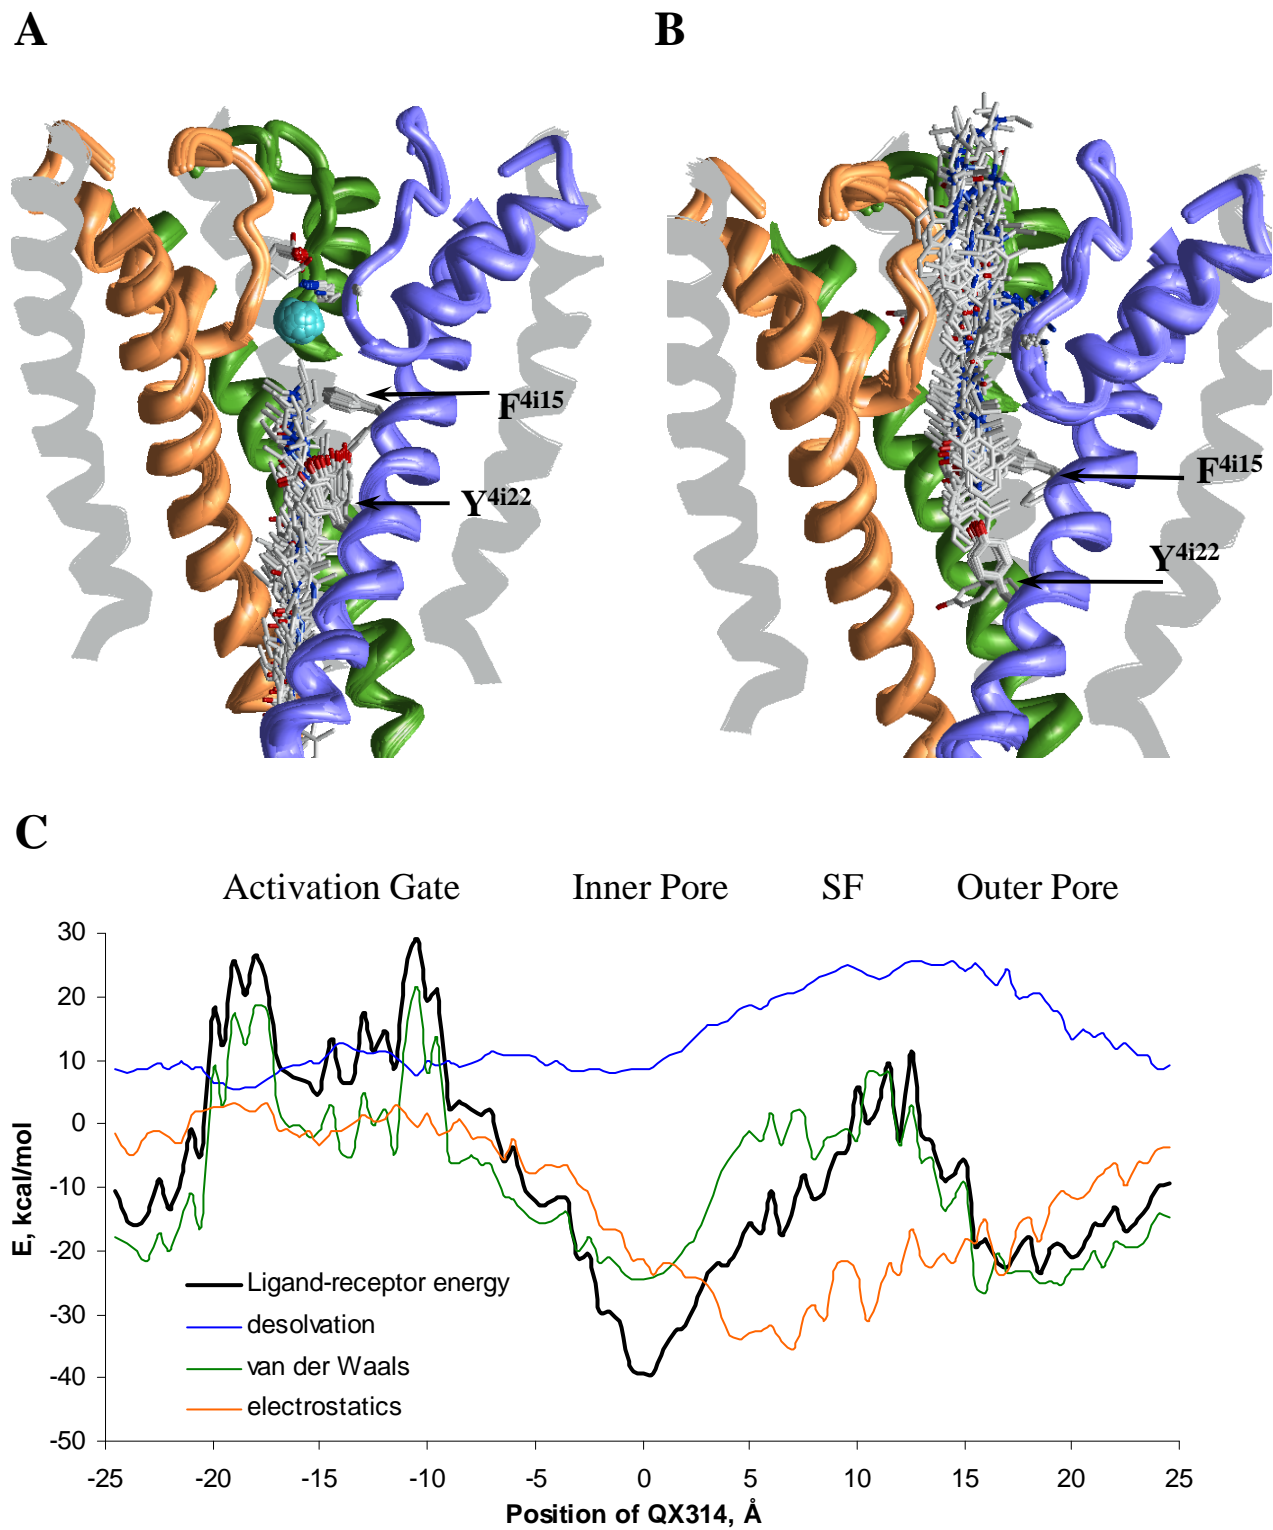 A
B
F4i15
Y4i22
F4i15
Y4i22
C
Activation Gate Inner Pore SF Outer Pore
30
20
10
0
-10
-20
-30
-40
-50
E, kcal/mol
Ligand-receptor energy
desolvation
van der Waals
electrostatics
-25 -20 -15 -10 -5 0 5 10 15 20 25
Position of QX314, Å